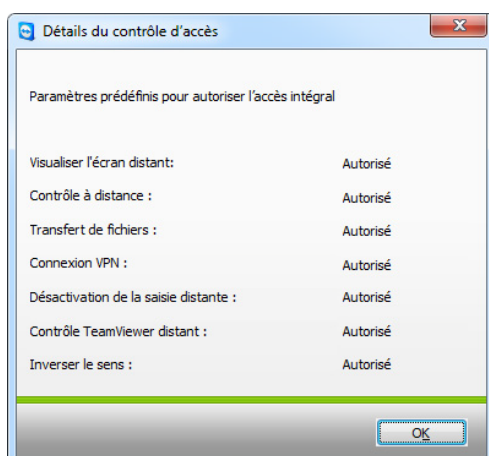 Détails du contrôle d'accès
Paramètres prédéfinis pour autoriser l'accès intégral
Visualiser l'écran distant: Autorisé
Contrôle à distance : Autorisé
Transfert de fichiers : Autorisé
Connexion VPN : Autorisé
Désactivation de la saisie distante : Autorisé
Contrôle TeamViewer distant : Autorisé
Inverser le sens : Autorisé
OK